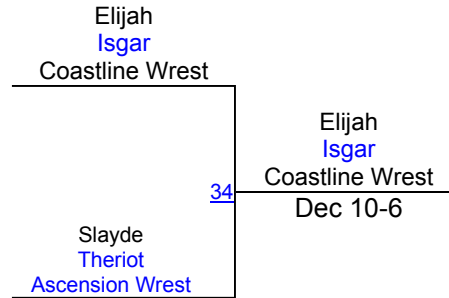 Elijah
Isgar
Coastline Wrest
Elijah
Isgar
Coastline Wrest
34
Dec 10-6
Slayde
Theriot
Ascension Wrest